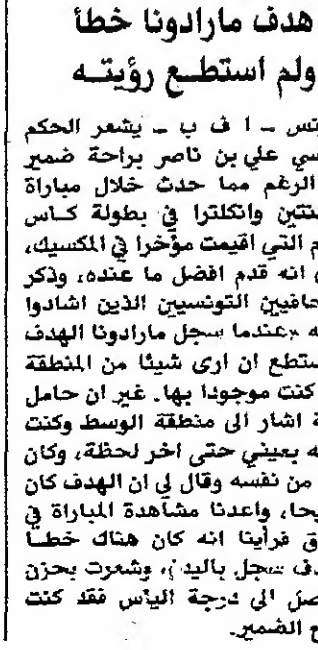 هدف مارادونا خطأ
ولم استطع رؤيته
تس - ا ف ب - يشعر الحكم
سي علي بن ناصر براحة ضمير
الرغم مما حدث خلال مباراة
نتين وانكلترا في بطولة كاس
م التي اقيمت مؤخرا في المكسيك،
انه قدم افضل ما عنده، وذكر
حافيين التونسيين الذين اشادوا
ه «عندما سجل مارادونا الهدف
ستطع ان ارى شيئا من المنطقة
كنت موجودا بها. غير ان حامل
ة اشار الى منطقة الوسط وكنت
ه بعيني حتى اخر لحظة، وكان
من نفسه وقال لي ان الهدف كان
يحا، واعدنا مشاهدة المباراة في
ق فرأينا انه كان هناك خطأ
دف سجل باليد)، وشعرت بحزن
صل الى درجة اليأس فقد كنت
ح الضمير.